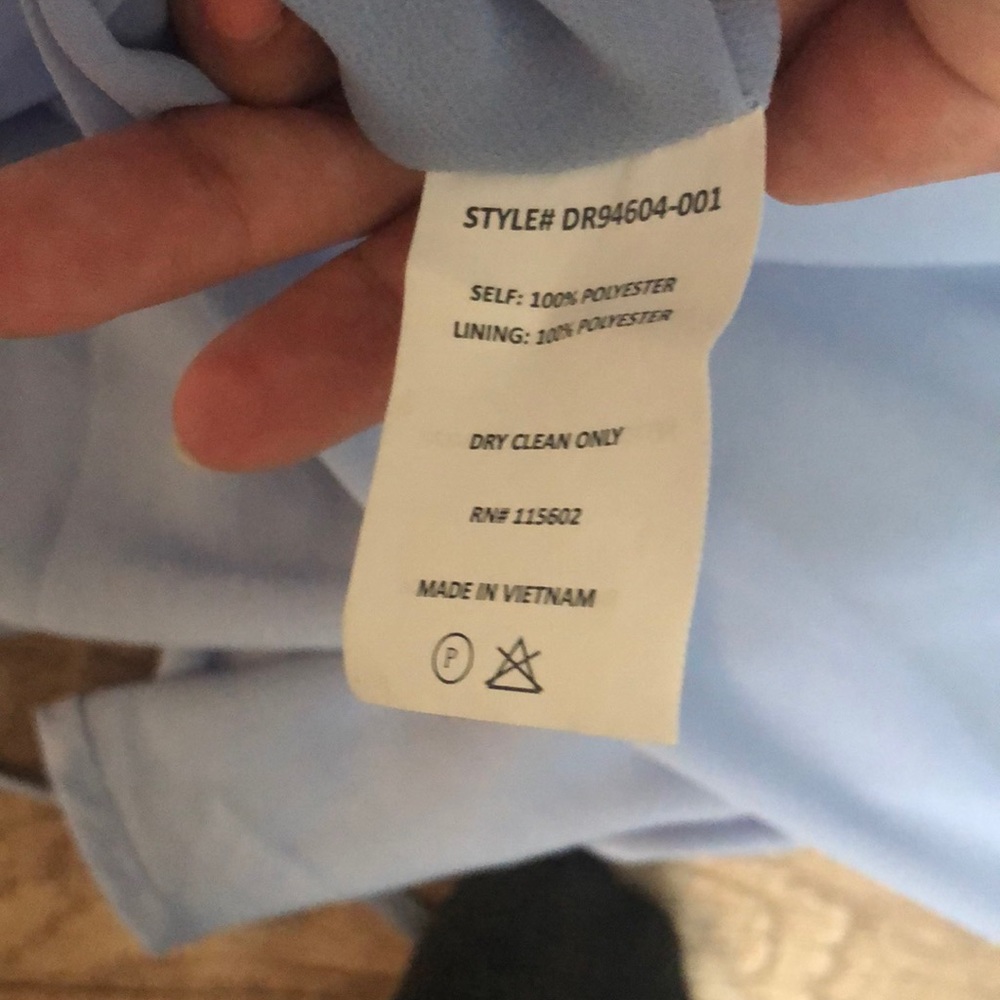 STYLE# DR94604-001
SELF: 100% POLYESTER
LINING: 100% POLYESTER
DRY CLEAN ONLY
RN# 115602
MADE IN VIETNAM
P